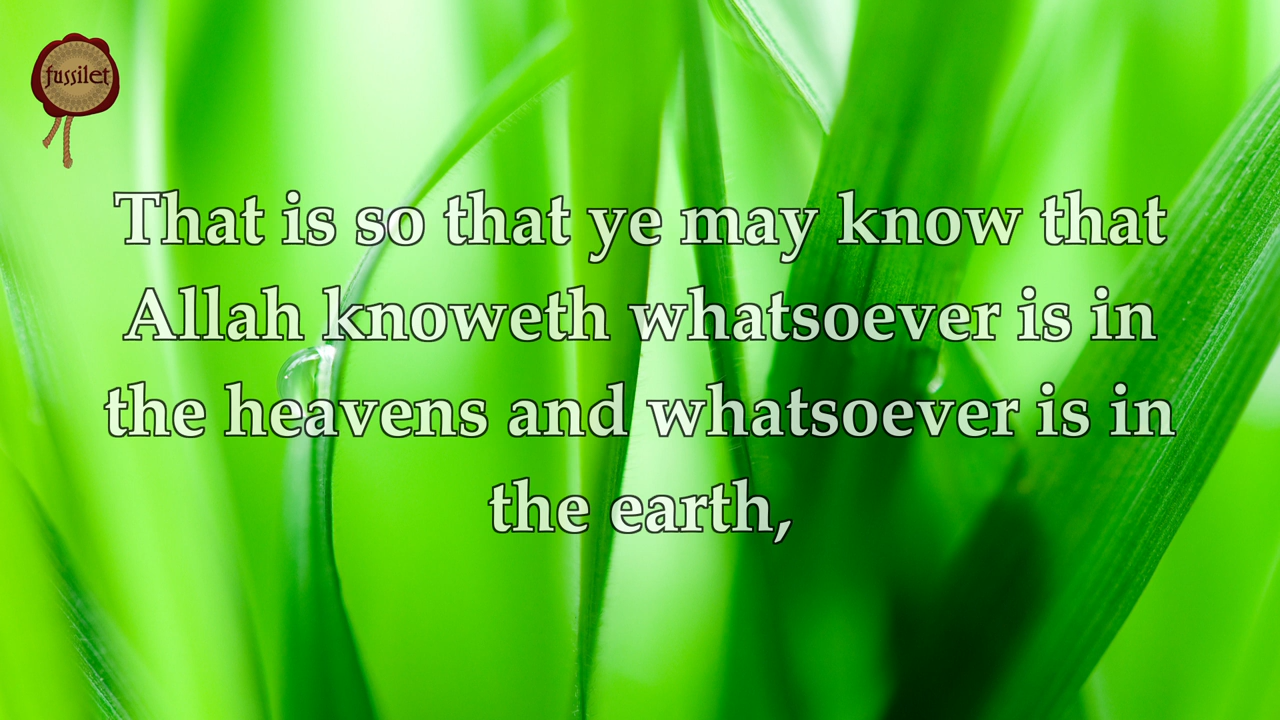 fussilet
That is so that ye may know that
Allah knoweth whatsoever is in
the heavens and whatsoever is in
the earth,